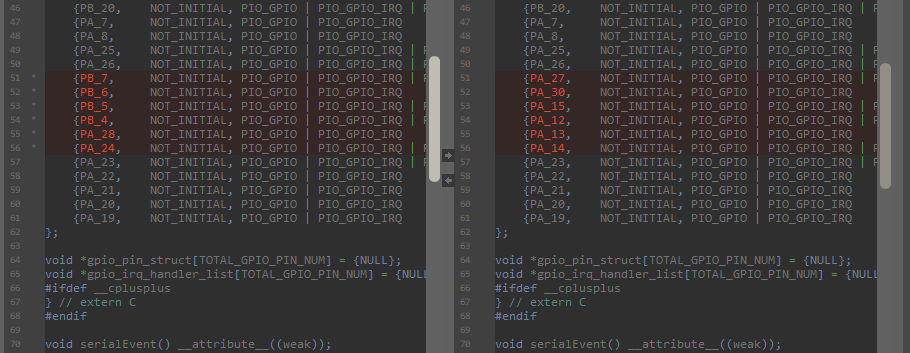 46 {PB_20, NOT_INITIAL, PIO_GPIO | PIO_GPIO_IRQ |
47 {PA_7, NOT_INITIAL, PIO_GPIO | PIO_GPIO_IRQ
48 {PA_8, NOT_INITIAL, PIO_GPIO | PIO_GPIO_IRQ
49 {PA_25, NOT_INITIAL, PIO_GPIO | PIO_GPIO_IRQ |
50 {PA_26, NOT_INITIAL, PIO_GPIO | PIO_GPIO_IRQ |
51 * {PB_7, NOT_INITIAL, PIO_GPIO | PIO_GPIO_IRQ |
52 * {PB_6, NOT_INITIAL, PIO_GPIO | PIO_GPIO_IRQ
53 * {PB_5, NOT_INITIAL, PIO_GPIO | PIO_GPIO_IRQ |
54 * {PB_4, NOT_INITIAL, PIO_GPIO | PIO_GPIO_IRQ |
55 * {PA_28, NOT_INITIAL, PIO_GPIO | PIO_GPIO_IRQ
56 * {PA_24, NOT_INITIAL, PIO_GPIO | PIO_GPIO_IRQ |
57 {PA_23, NOT_INITIAL, PIO_GPIO | PIO_GPIO_IRQ |
58 {PA_22, NOT_INITIAL, PIO_GPIO | PIO_GPIO_IRQ
59 {PA_21, NOT_INITIAL, PIO_GPIO | PIO_GPIO_IRQ
60 {PA_20, NOT_INITIAL, PIO_GPIO | PIO_GPIO_IRQ
61 {PA_19, NOT_INITIAL, PIO_GPIO | PIO_GPIO_IRQ
62 };
63
64 void *gpio_pin_struct[TOTAL_GPIO_PIN_NUM] = {NULL};
65 void *gpio_irq_handler_list[TOTAL_GPIO_PIN_NUM] = {NULL
66 #ifdef __cplusplus
67 } // extern C
68 #endif
69
70 void serialEvent() __attribute__((weak));
46 {PB_20, NOT_INITIAL, PIO_GPIO | PIO_GPIO_IRQ |
47 {PA_7, NOT_INITIAL, PIO_GPIO | PIO_GPIO_IRQ
48 {PA_8, NOT_INITIAL, PIO_GPIO | PIO_GPIO_IRQ
49 {PA_25, NOT_INITIAL, PIO_GPIO | PIO_GPIO_IRQ |
50 {PA_26, NOT_INITIAL, PIO_GPIO | PIO_GPIO_IRQ |
51 {PA_27, NOT_INITIAL, PIO_GPIO | PIO_GPIO_IRQ |
52 {PA_30, NOT_INITIAL, PIO_GPIO | PIO_GPIO_IRQ
53 {PA_15, NOT_INITIAL, PIO_GPIO | PIO_GPIO_IRQ |
54 {PA_12, NOT_INITIAL, PIO_GPIO | PIO_GPIO_IRQ |
55 {PA_13, NOT_INITIAL, PIO_GPIO | PIO_GPIO_IRQ
56 {PA_14, NOT_INITIAL, PIO_GPIO | PIO_GPIO_IRQ |
57 {PA_23, NOT_INITIAL, PIO_GPIO | PIO_GPIO_IRQ |
58 {PA_22, NOT_INITIAL, PIO_GPIO | PIO_GPIO_IRQ
59 {PA_21, NOT_INITIAL, PIO_GPIO | PIO_GPIO_IRQ
60 {PA_20, NOT_INITIAL, PIO_GPIO | PIO_GPIO_IRQ
61 {PA_19, NOT_INITIAL, PIO_GPIO | PIO_GPIO_IRQ
62 };
63
64 void *gpio_pin_struct[TOTAL_GPIO_PIN_NUM] = {NULL};
65 void *gpio_irq_handler_list[TOTAL_GPIO_PIN_NUM] = {NULL
66 #ifdef __cplusplus
67 } // extern C
68 #endif
69
70 void serialEvent() __attribute__((weak));